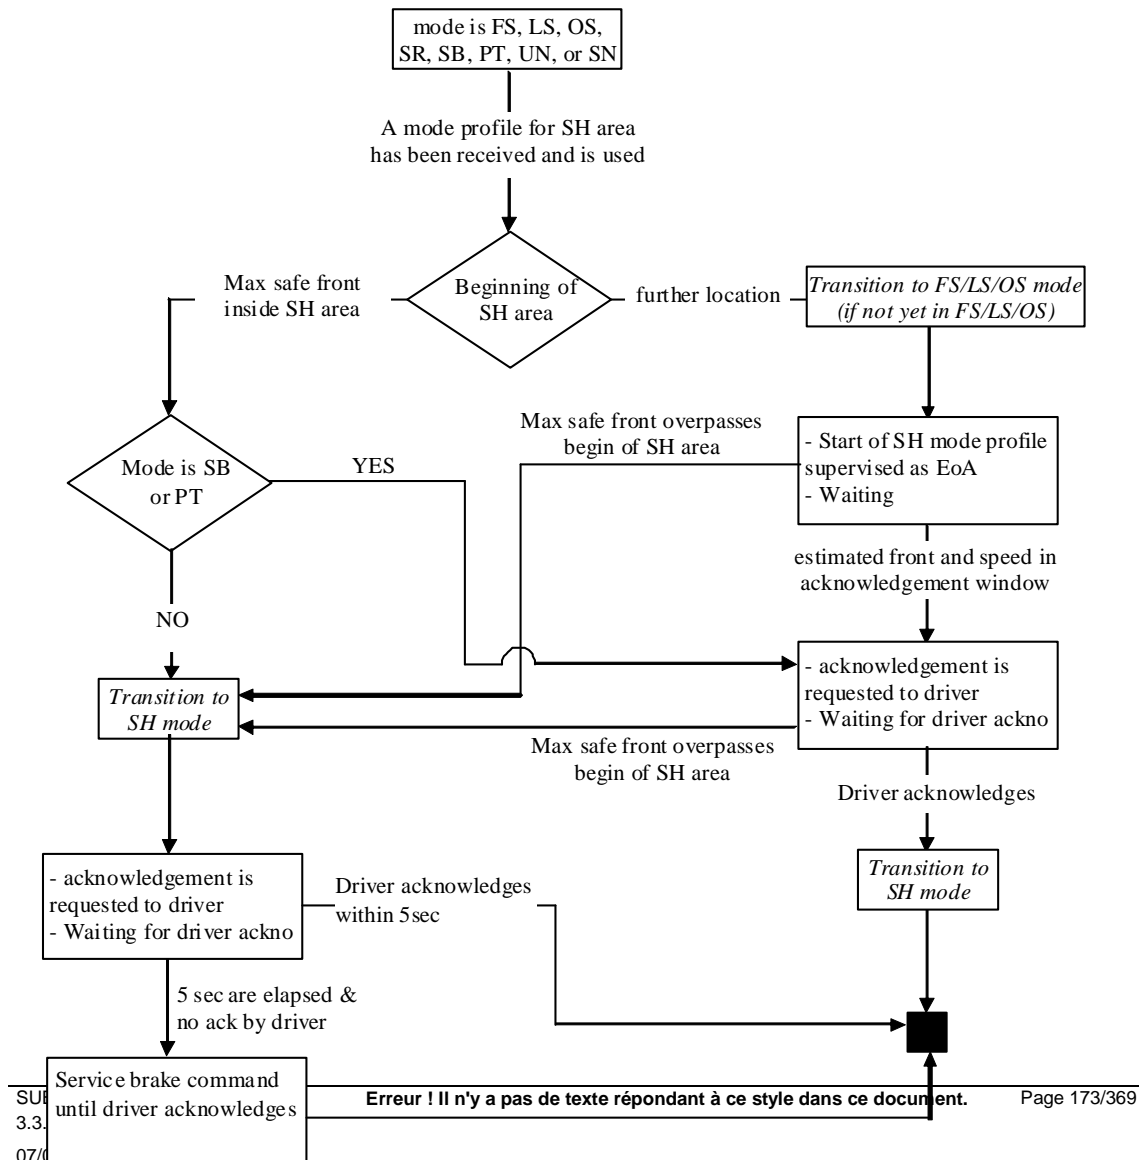 mode is FS, LS, OS,
SR, SB, PT, UN, or SN
A mode profile for SH area
has been received and is used
Max safe front
inside SH area
Beginning of
SH area
further location
Transition to FS/LS/OS mode
(if not yet in FS/LS/OS)
Max safe front overpasses
begin of SH area
- Start of SH mode profile
supervised as EoA
- Waiting
Mode is SB
or PT
YES
estimated front and speed in
acknowledgement window
NO
- acknowledgement is
requested to driver
- Waiting for driver ackno
Transition to
SH mode
Max safe front overpasses
begin of SH area
Driver acknowledges
Transition to
SH mode
- acknowledgement is
requested to driver
- Waiting for driver ackno
Driver acknowledges
within 5sec
5 sec are elapsed &
no ack by driver
Service brake command
until driver acknowledges
Erreur ! Il n'y a pas de texte répondant à ce style dans ce document.
Page 173/369
3.3.